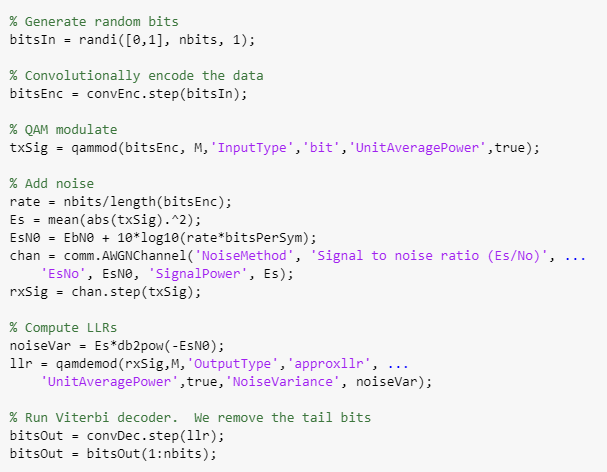 % Generate random bits
bitsIn = randi([0,1], nbits, 1);
% Convolutionally encode the data
bitsEnc = convEnc.step(bitsIn);
% QAM modulate
txSig = qammod(bitsEnc, M,'InputType','bit','UnitAveragePower',true);
% Add noise
rate = nbits/length(bitsEnc);
Es = mean(abs(txSig).^2);
EsN0 = EbN0 + 10*log10(rate*bitsPerSym);
chan = comm.AWGNChannel('NoiseMethod', 'Signal to noise ratio (Es/No)', ...
    'EsNo', EsN0, 'SignalPower', Es);
rxSig = chan.step(txSig);
% Compute LLRs
noiseVar = Es*db2pow(-EsN0);
llr = qamdemod(rxSig,M,'OutputType','approxllr', ...
    'UnitAveragePower',true,'NoiseVariance', noiseVar);
% Run Viterbi decoder.  We remove the tail bits
bitsOut = convDec.step(llr);
bitsOut = bitsOut(1:nbits);